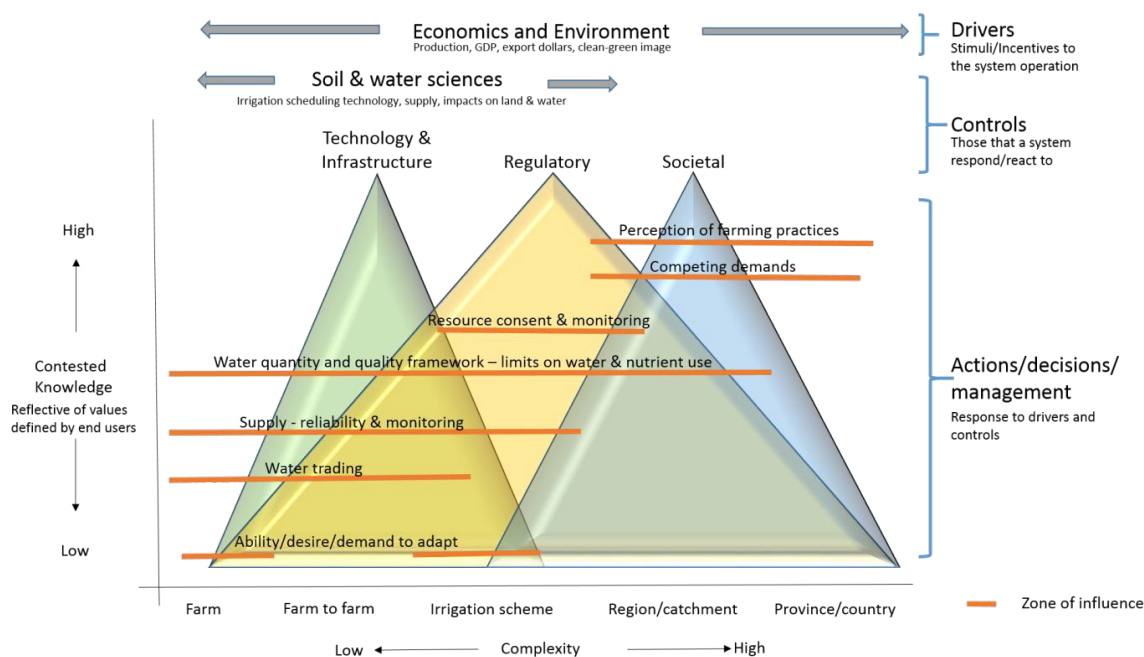 Economics and Environment
Production, GDP, export dollars, clean-green image
Drivers
Stimuli/Incentives to
the system operation
Soil & water sciences
Irrigation scheduling technology, supply, impacts on land & water
Controls
Those that a system
respond/react to
Technology &
Infrastructure
Regulatory
Societal
High
Contested
Knowledge
Reflective of values
defined by end users
Low
Perception of farming practices
Competing demands
Resource consent & monitoring
Water quantity and quality framework – limits on water & nutrient use
Supply - reliability & monitoring
Water trading
Ability/desire/demand to adapt
Actions/decisions/
management
Response to drivers and
controls
Farm
Farm to farm
Irrigation scheme
Region/catchment
Province/country
Zone of influence
Low
Complexity
High